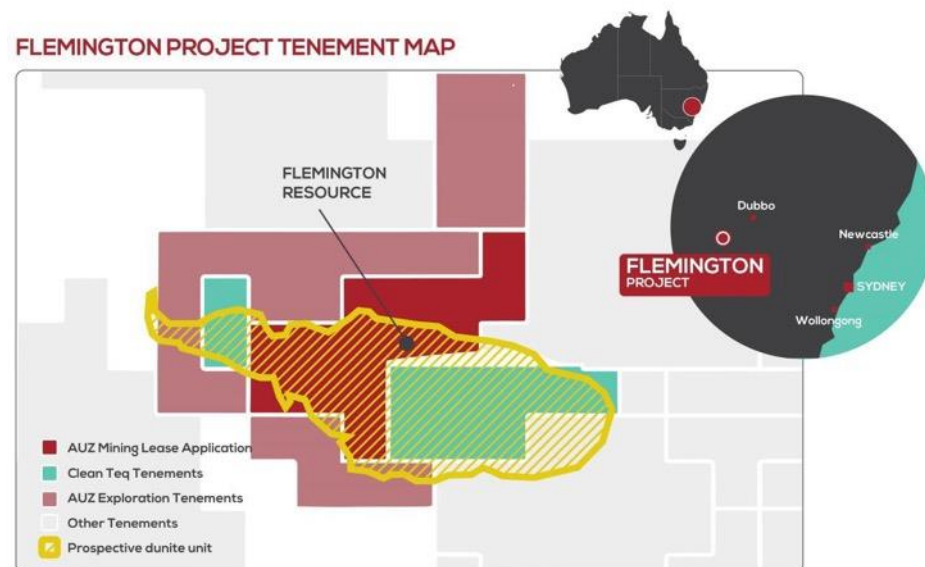 FLEMINGTON PROJECT TENEMENT MAP
FLEMINGTON
RESOURCE
Dubbo
Newcastle
FLEMINGTON
PROJECT
SYDNEY
Wollongong
AUZ Mining Lease Application
Clean Teq Tenements
AUZ Exploration Tenements
Other Tenements
Prospective dunite unit